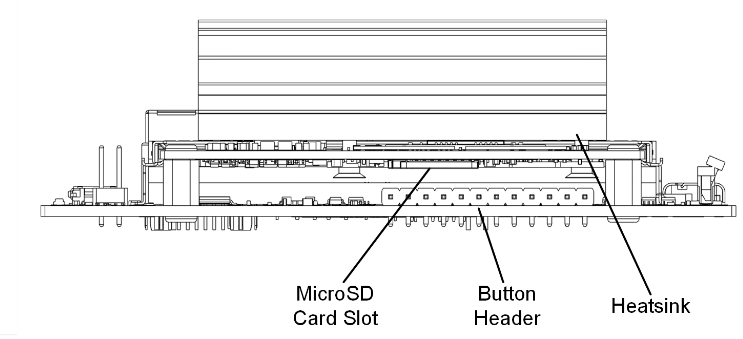 MicroSD
Card Slot
Button
Header
Heatsink